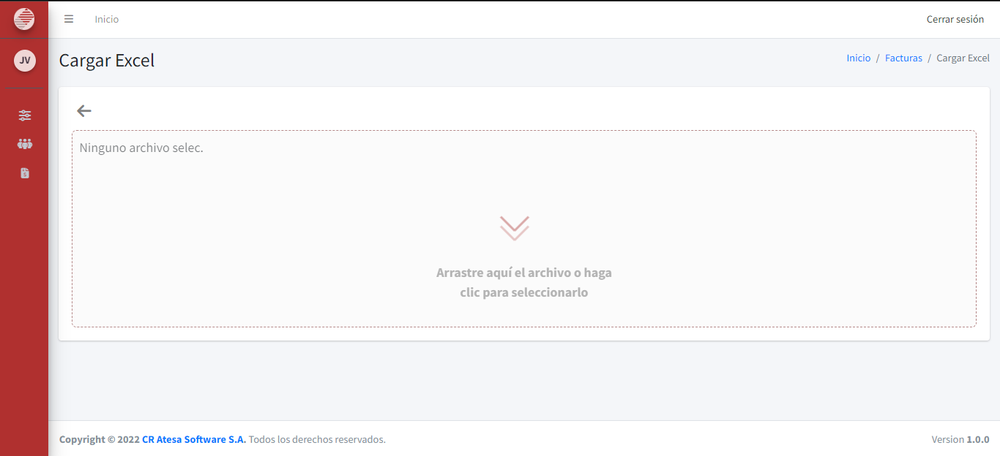 Inicio
Cerrar sesión
JV
Cargar Excel
Inicio / Facturas / Cargar Excel
Ninguno archivo selec.
Arrastre aquí el archivo o haga
clic para seleccionarlo
Copyright © 2022 CR Atesa Software S.A. Todos los derechos reservados.
Version 1.0.0